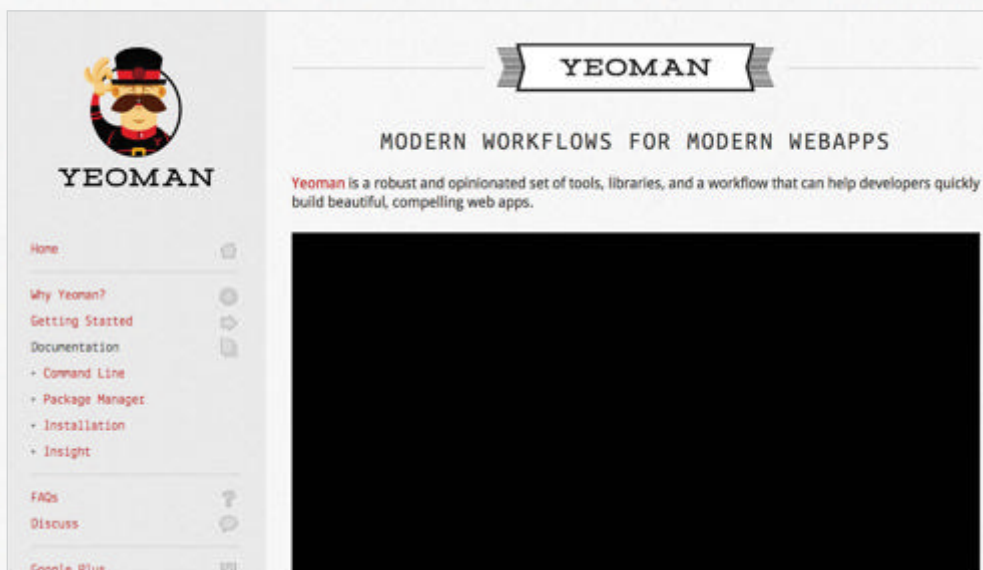 YEOMAN
Home
Why Yeoman?
Getting Started
Documentation
- Command Line
- Package Manager
- Installation
- Insight
FAQs
Discuss
Google Plus
YEOMAN
MODERN WORKFLOWS FOR MODERN WEBAPPS
Yeoman is a robust and opinionated set of tools, libraries, and a workflow that can help developers quickly
build beautiful, compelling web apps.